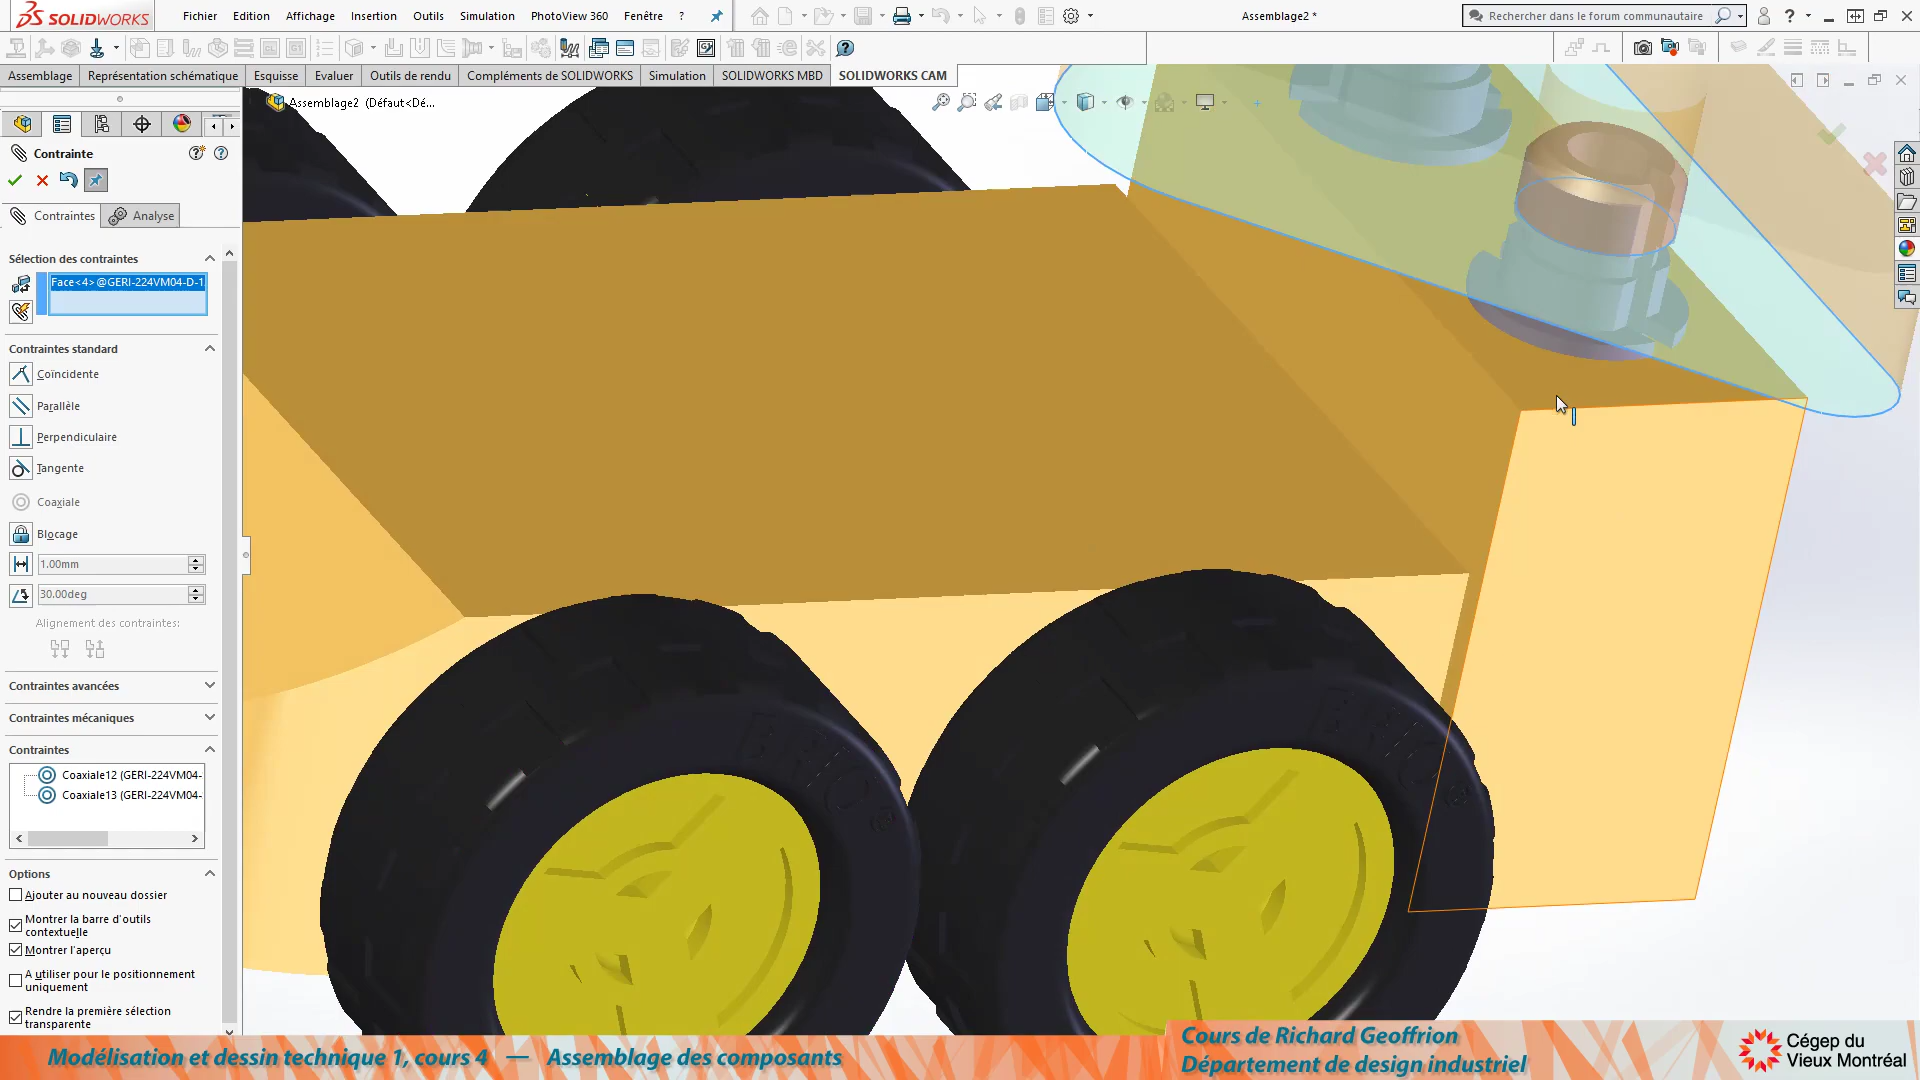 SOLIDWORKS
Fichier Edition Affichage Insertion Outils Simulation PhotoView 360 Fenêtre ?
Assemblage2 *
Rechercher dans le forum communautaire
Assemblage Représentation schématique Esquisse Evaluer Outils de rendu Compléments de SOLIDWORKS Simulation SOLIDWORKS MBD SOLIDWORKS CAM
Assemblage2 (Défaut<Dé...
Contrainte
Contraintes Analyse
Sélection des contraintes
Face<4>@GERI-224VM04-D-1
Contraintes standard
Coïncidente
Parallèle
Perpendiculaire
Tangente
Coaxiale
Blocage
1.00mm
30.00deg
Alignement des contraintes:
Contraintes avancées
Contraintes mécaniques
Contraintes
Coaxiale12 (GERI-224VM04-
Coaxiale13 (GERI-224VM04-
Options
Ajouter au nouveau dossier
Montrer la barre d'outils
contextuelle
Montrer l'aperçu
A utiliser pour le positionnement
uniquement
Rendre la première sélection
transparente
Modélisation et dessin technique 1, cours 4 — Assemblage des composants
Cours de Richard Geoffrion
Département de design industriel
Cégep du
Vieux Montréal